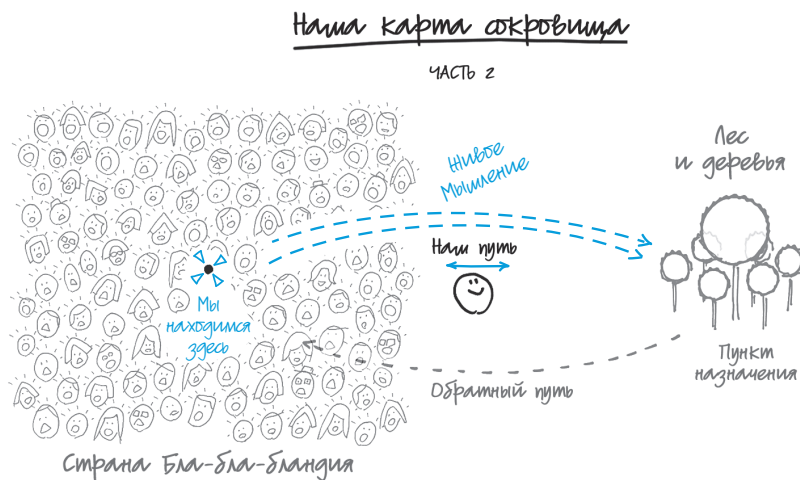 Наша карта сокровища
ЧАСТЬ 2
Живое
Мышление
Лес
и деревья
Наш путь
Мы
находимся
здесь
Пункт
назначения
Обратный путь
Страна Бла-бла-бландия